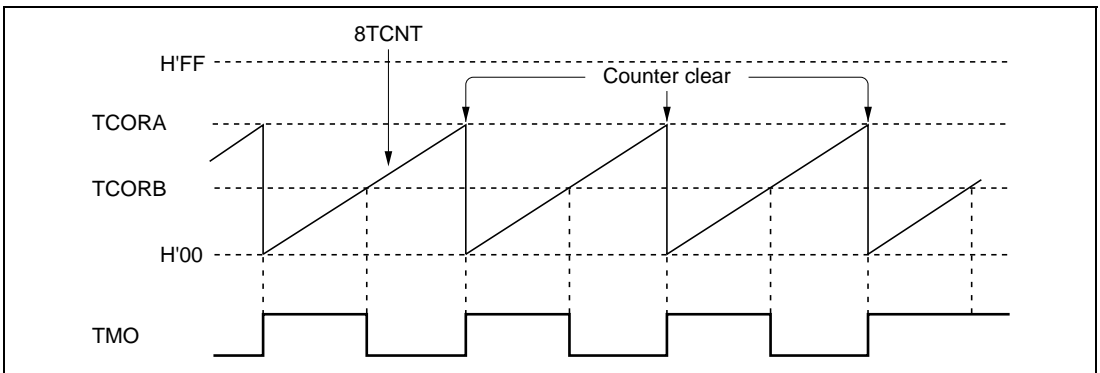 8TCNT
H'FF
Counter clear
TCORA
TCORB
H'00
TMO